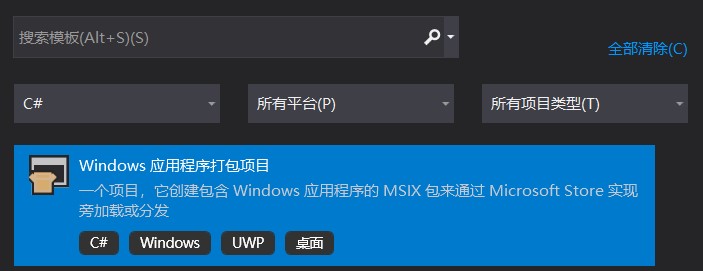 搜索模板(Alt+S)(S)
全部清除(C)
C# 所有平台(P) 所有项目类型(T)
Windows 应用程序打包项目
一个项目，它创建包含 Windows 应用程序的 MSIX 包来通过 Microsoft Store 实现
旁加载或分发
C# Windows UWP 桌面